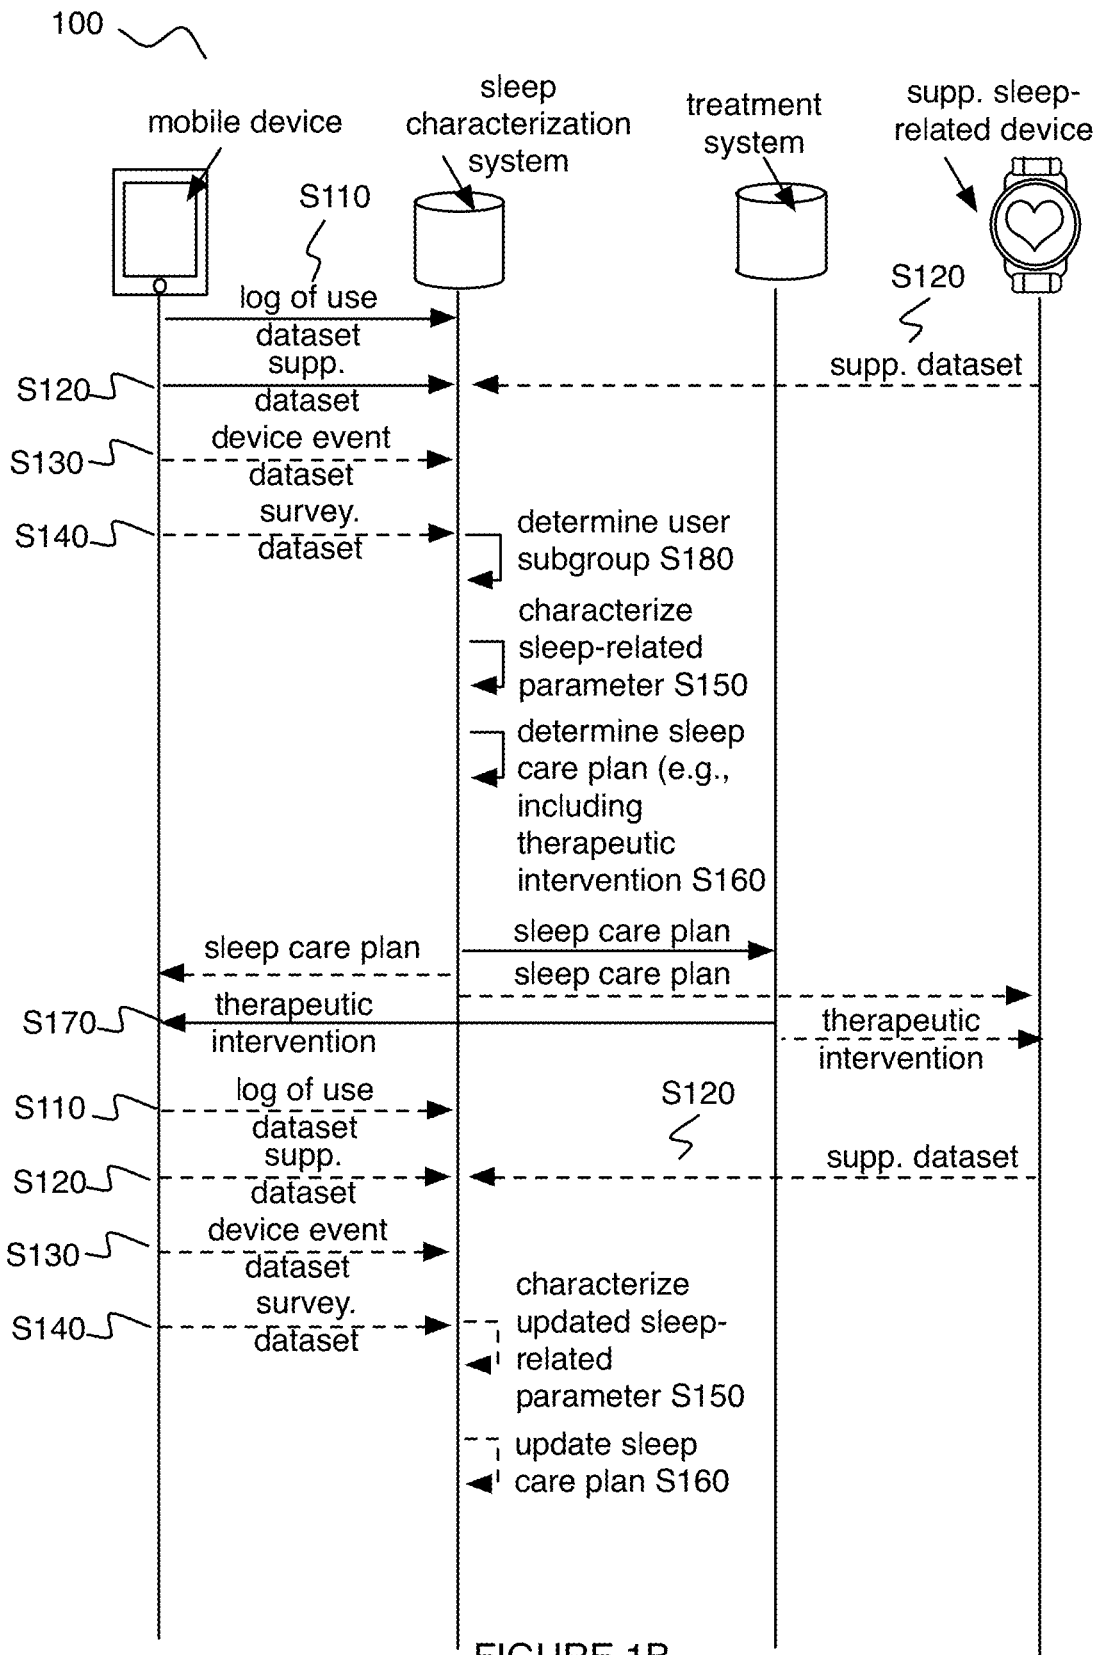 100
mobile device
sleep
characterization
system
treatment
system
supp. sleep-
related device
S110
log of use
dataset
S120
supp.
dataset
S120
supp. dataset
S130
device event
dataset
S140
survey.
dataset
determine user
subgroup S180
characterize
sleep-related
parameter S150
determine sleep
care plan (e.g.,
including
therapeutic
intervention S160
sleep care plan
sleep care plan
sleep care plan
S170
therapeutic
intervention
therapeutic
intervention
S110
log of use
dataset
S120
supp.
dataset
S120
supp. dataset
S130
device event
dataset
S140
survey.
dataset
characterize
updated sleep-
related
parameter S150
update sleep
care plan S160
FIGURE 1B